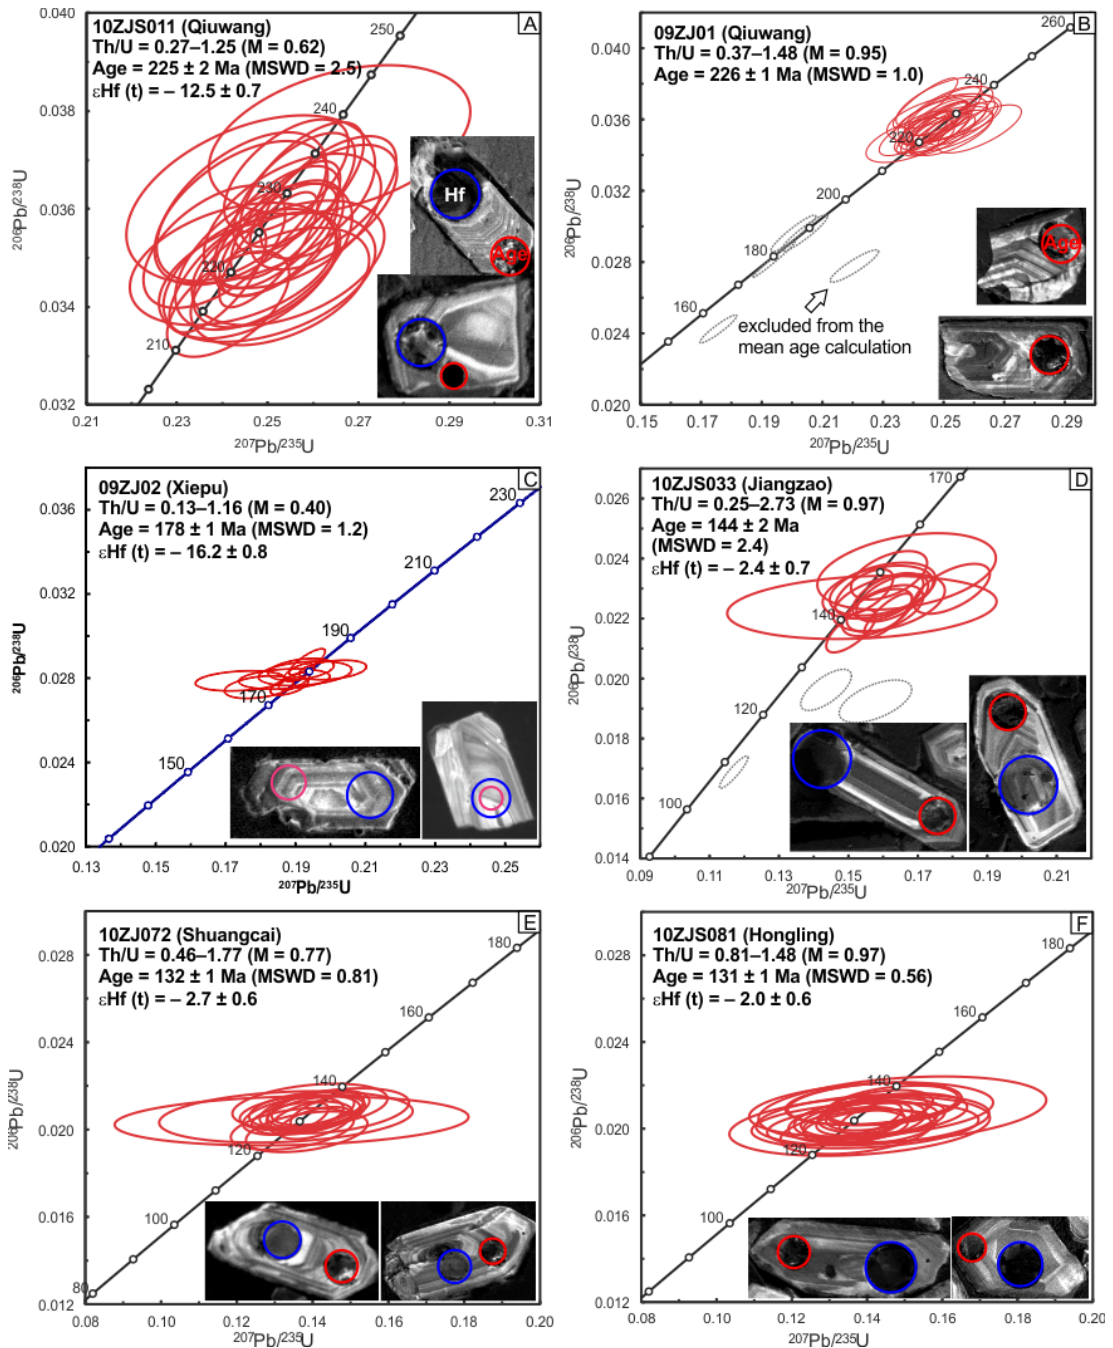 A
10ZJS011 (Qiuwang)
Th/U = 0.27–1.25 (M = 0.62)
Age = 225 ± 2 Ma (MSWD = 2.5)
εHf (t) = – 12.5 ± 0.7
0.040
0.038
0.036
0.034
0.032
206Pb/238U
250
240
230
220
210
Hf
Age
0.21
0.23
0.25
0.27
0.29
0.31
207Pb/235U
B
09ZJ01 (Qiuwang)
Th/U = 0.37–1.48 (M = 0.95)
Age = 226 ± 1 Ma (MSWD = 1.0)
260
240
220
200
180
160
0.040
0.036
0.032
0.028
0.024
0.020
206Pb/238U
Age
excluded from the
mean age calculation
0.15
0.17
0.19
0.21
0.23
0.25
0.27
0.29
207Pb/235U
C
09ZJ02 (Xiepu)
Th/U = 0.13–1.16 (M = 0.40)
Age = 178 ± 1 Ma (MSWD = 1.2)
εHf (t) = – 16.2 ± 0.8
230
210
190
170
150
0.036
0.032
0.028
0.024
0.020
206Pb/238U
0.13
0.15
0.17
0.19
0.21
0.23
0.25
207Pb/235U
D
10ZJS033 (Jiangzao)
Th/U = 0.25–2.73 (M = 0.97)
Age = 144 ± 2 Ma
(MSWD = 2.4)
εHf (t) = – 2.4 ± 0.7
170
140
120
100
0.026
0.024
0.022
0.020
0.018
0.016
0.014
206Pb/238U
0.09
0.11
0.13
0.15
0.17
0.19
0.21
207Pb/235U
E
10ZJ072 (Shuangcai)
Th/U = 0.46–1.77 (M = 0.77)
Age = 132 ± 1 Ma (MSWD = 0.81)
εHf (t) = – 2.7 ± 0.6
180
160
140
120
100
80
0.028
0.024
0.020
0.016
0.012
206Pb/238U
0.08
0.10
0.12
0.14
0.16
0.18
0.20
207Pb/235U
F
10ZJS081 (Hongling)
Th/U = 0.81–1.48 (M = 0.97)
Age = 131 ± 1 Ma (MSWD = 0.56)
εHf (t) = – 2.0 ± 0.6
180
160
140
120
100
0.028
0.024
0.020
0.016
0.012
206Pb/238U
0.08
0.10
0.12
0.14
0.16
0.18
0.20
207Pb/235U